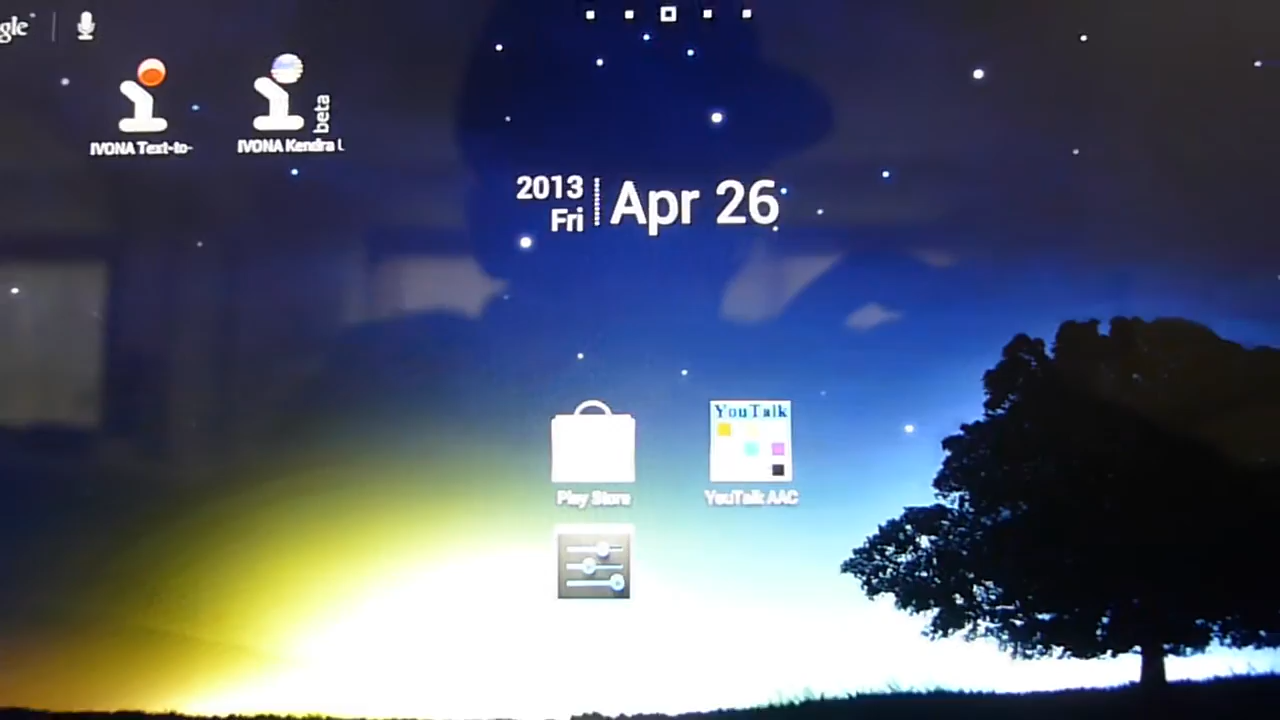 gle
IVONA Text-to-
IVONA Kendra U
beta
2013
Fri
Apr 26
YouTalk
Play Store
YouTalk AAC